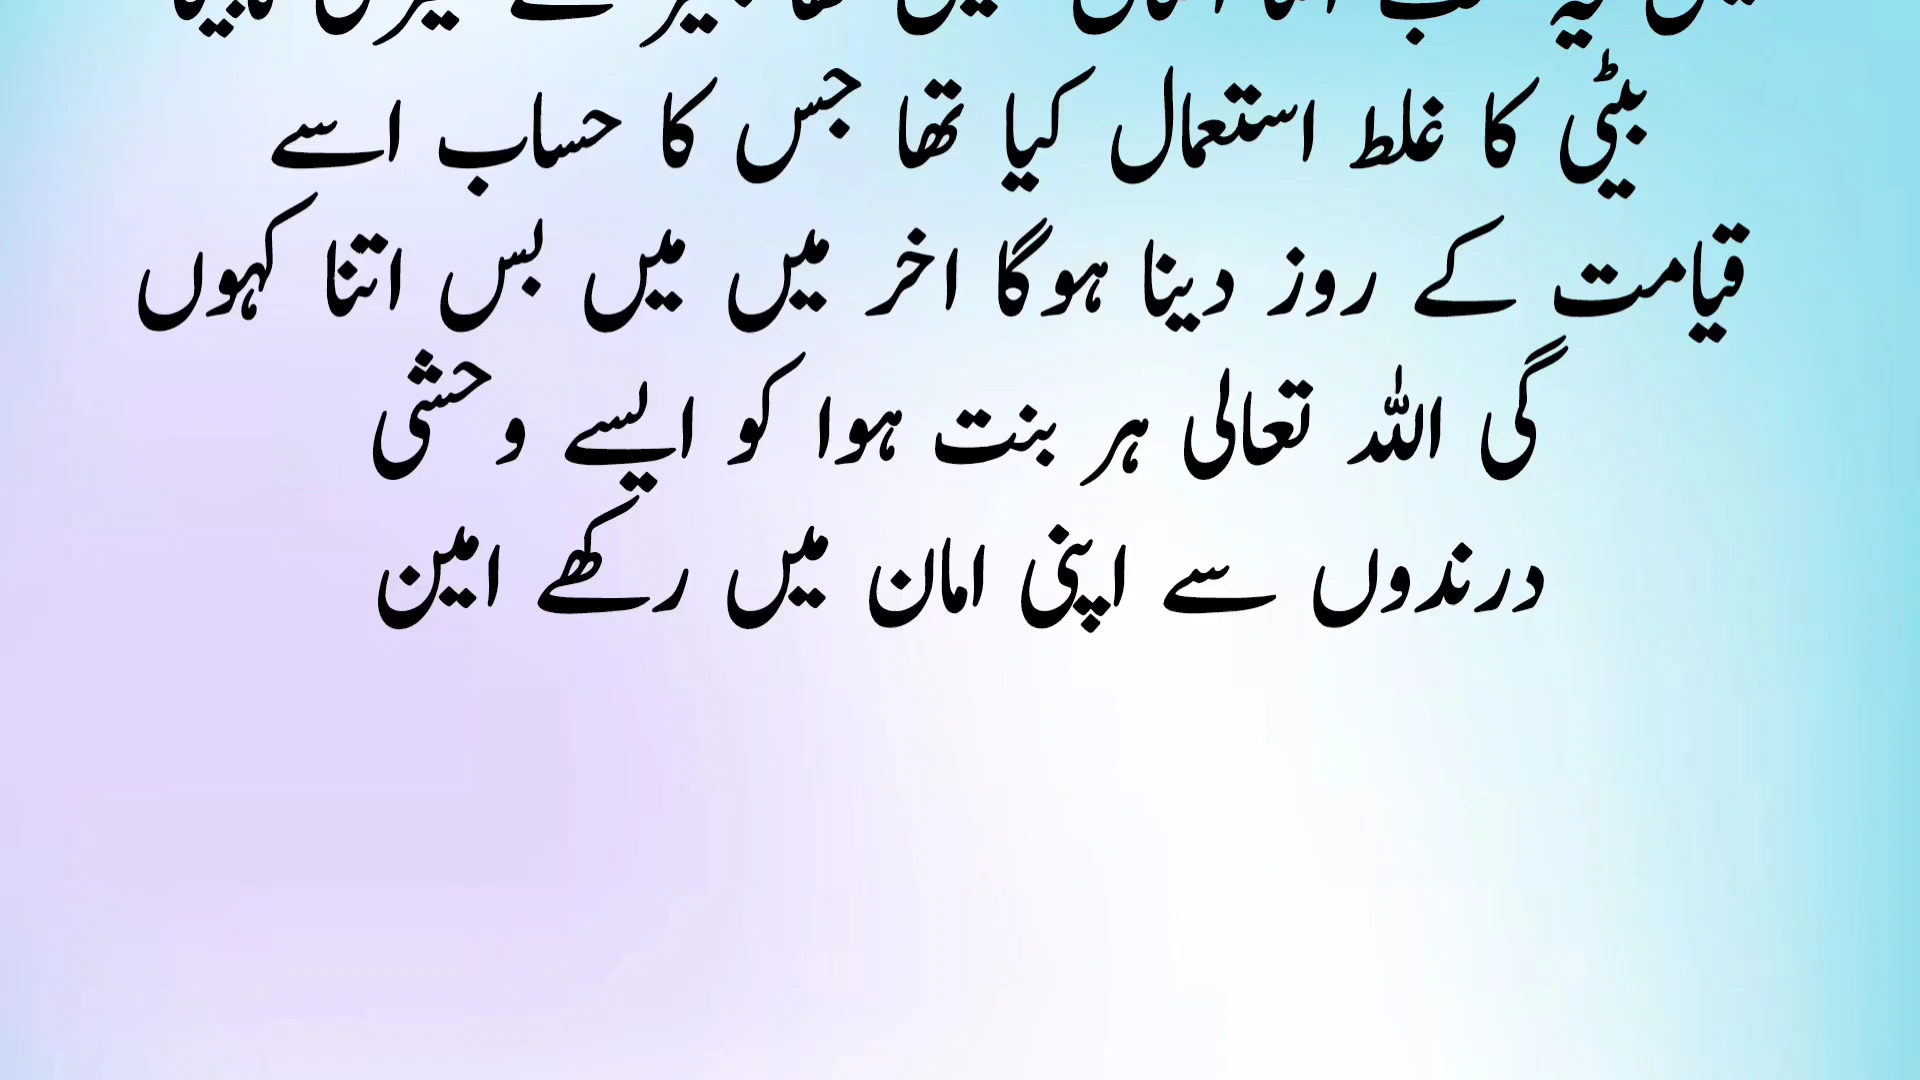 بیٹی کا غلط استعمال کیا تھا جس کا حساب اسے
قیامت کے روز دینا ہوگا اخر میں میں بس اتنا کہوں
گی اللہ تعالی ہر بنت ہوا کو ایسے وحشی
درندوں سے اپنی امان میں رکھے امین